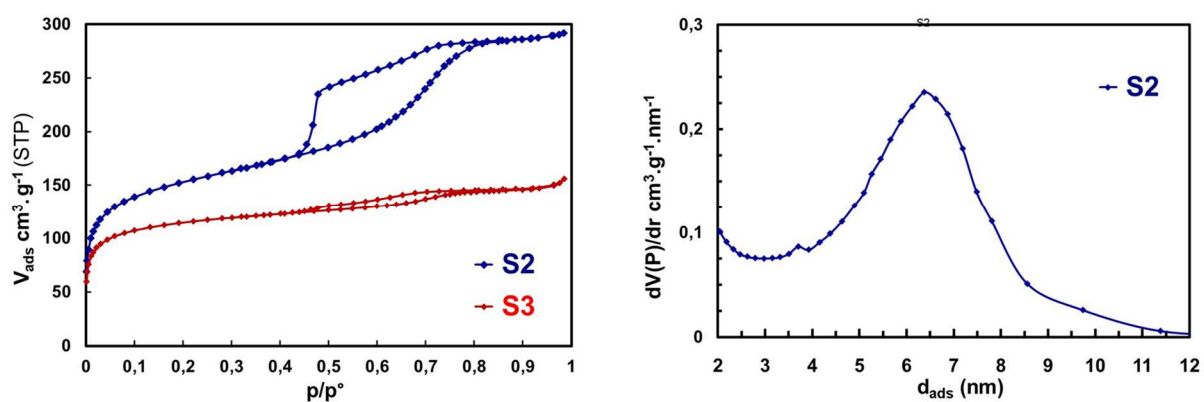 300
250
200
150
100
50
0
V_ads cm³·g⁻¹ (STP)
S2
S3
0 0,1 0,2 0,3 0,4 0,5 0,6 0,7 0,8 0,9 1
p/p°
S2
0,3
0,2
0,1
0
dV(P)/dr cm³.g⁻¹.nm⁻¹
S2
2 3 4 5 6 7 8 9 10 11 12
d_ads (nm)